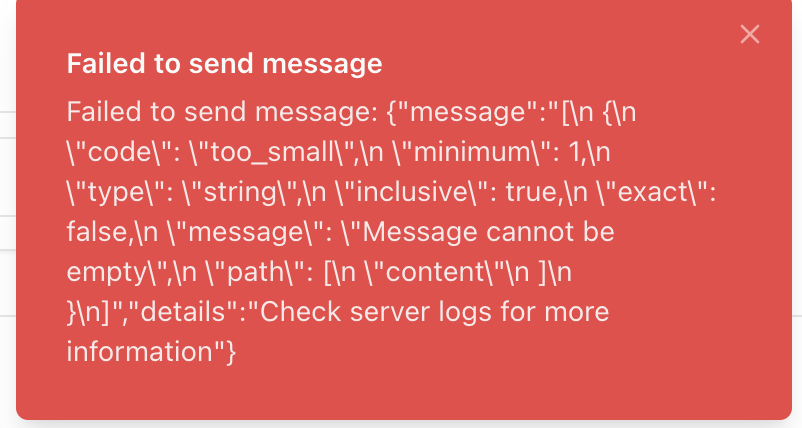 Failed to send message
Failed to send message: {"message":"[\n {\n
\"code\": \"too_small\",\n \"minimum\": 1,\n
\"type\": \"string\",\n \"inclusive\": true,\n \"exact\":
false,\n \"message\": \"Message cannot be
empty\",\n \"path\": [\n \"content\"\n ]\n
}\n]","details":"Check server logs for more
information"}